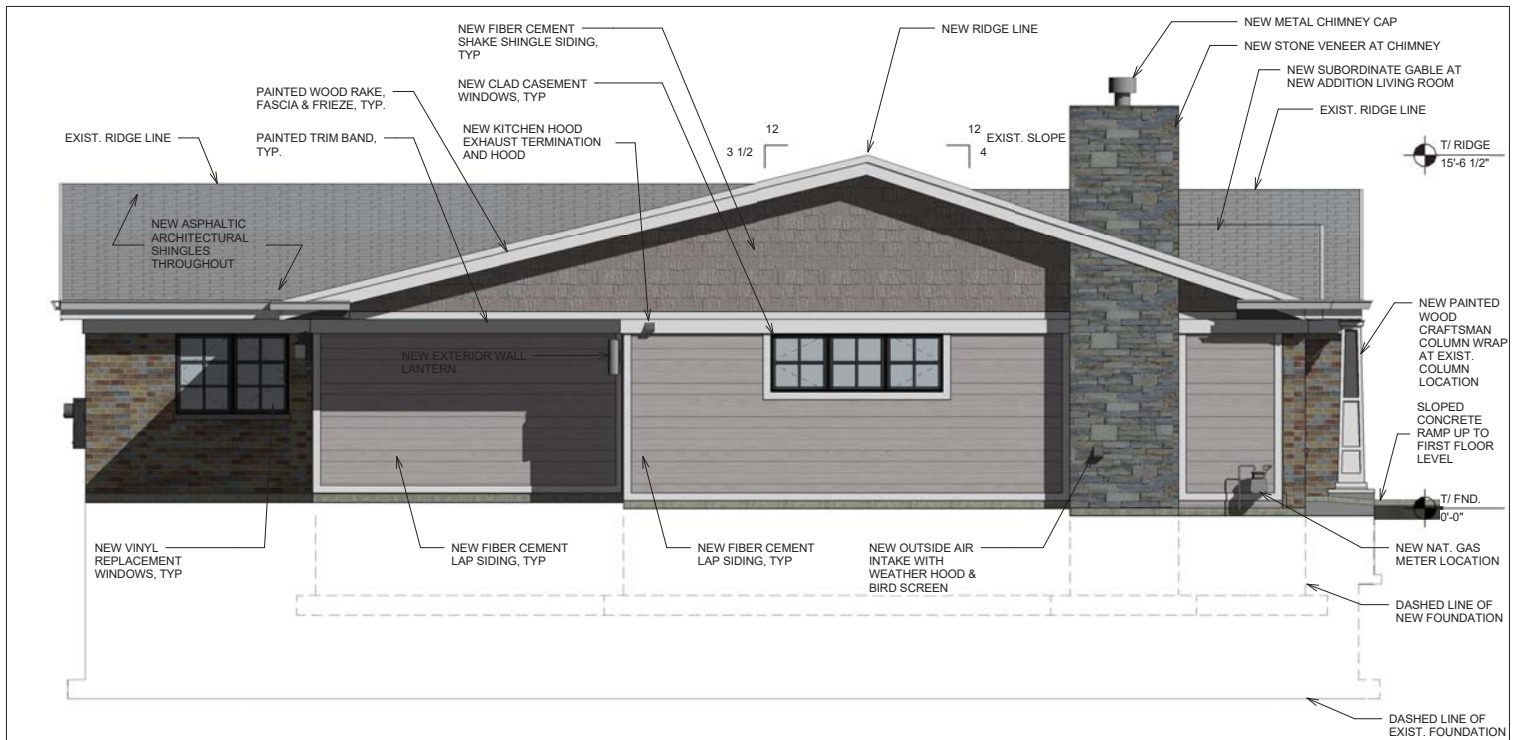 NEW FIBER CEMENT
SHAKE SHINGLE SIDING,
TYP
NEW RIDGE LINE
NEW METAL CHIMNEY CAP
NEW STONE VENEER AT CHIMNEY
NEW CLAD CASEMENT
WINDOWS, TYP
NEW SUBORDINATE GABLE AT
NEW ADDITION LIVING ROOM
PAINTED WOOD RAKE,
FASCIA & FRIEZE, TYP.
EXIST. RIDGE LINE
EXIST. RIDGE LINE
PAINTED TRIM BAND,
TYP.
NEW KITCHEN HOOD
EXHAUST TERMINATION
AND HOOD
12
3 1/2
12
4
EXIST. SLOPE
T/ RIDGE
15'-6 1/2"
NEW ASPHALTIC
ARCHITECTURAL
SHINGLES
THROUGHOUT
NEW EXTERIOR WALL
LANTERN
NEW PAINTED
WOOD
CRAFTSMAN
COLUMN WRAP
AT EXIST.
COLUMN
LOCATION
SLOPED
CONCRETE
RAMP UP TO
FIRST FLOOR
LEVEL
T/ FND.
0'-0"
NEW VINYL
REPLACEMENT
WINDOWS, TYP
NEW FIBER CEMENT
LAP SIDING, TYP
NEW FIBER CEMENT
LAP SIDING, TYP
NEW OUTSIDE AIR
INTAKE WITH
WEATHER HOOD &
BIRD SCREEN
NEW NAT. GAS
METER LOCATION
DASHED LINE OF
NEW FOUNDATION
DASHED LINE OF
EXIST. FOUNDATION